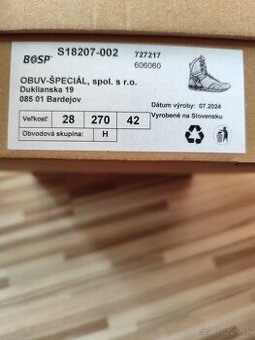 BOSP S18207-002 727217
606060
OBUV-ŠPECIÁL, spol. s r.o.
Duklianska 19
085 01 Bardejov
Dátum výroby: 07.2024
Vyrobené na Slovensku
Veľkosť 28 270 42
Obvodová skupina: H